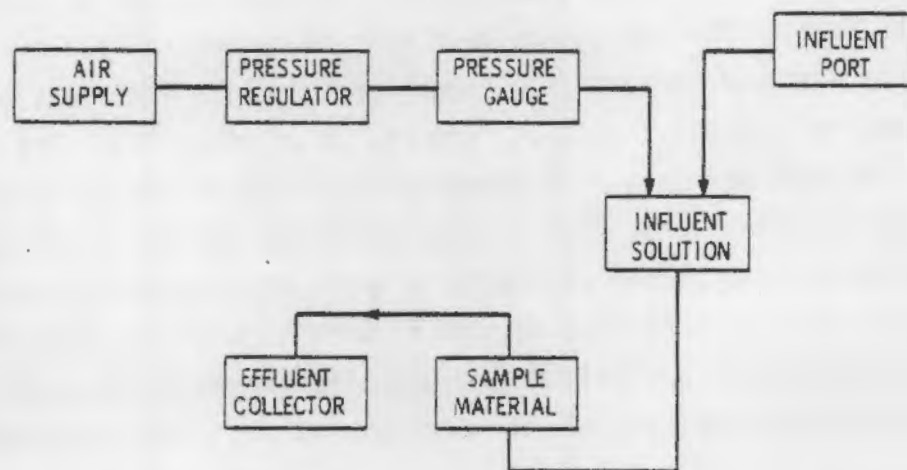 AIR
SUPPLY
PRESSURE
REGULATOR
PRESSURE
GAUGE
INFLUENT
PORT
INFLUENT
SOLUTION
EFFLUENT
COLLECTOR
SAMPLE
MATERIAL